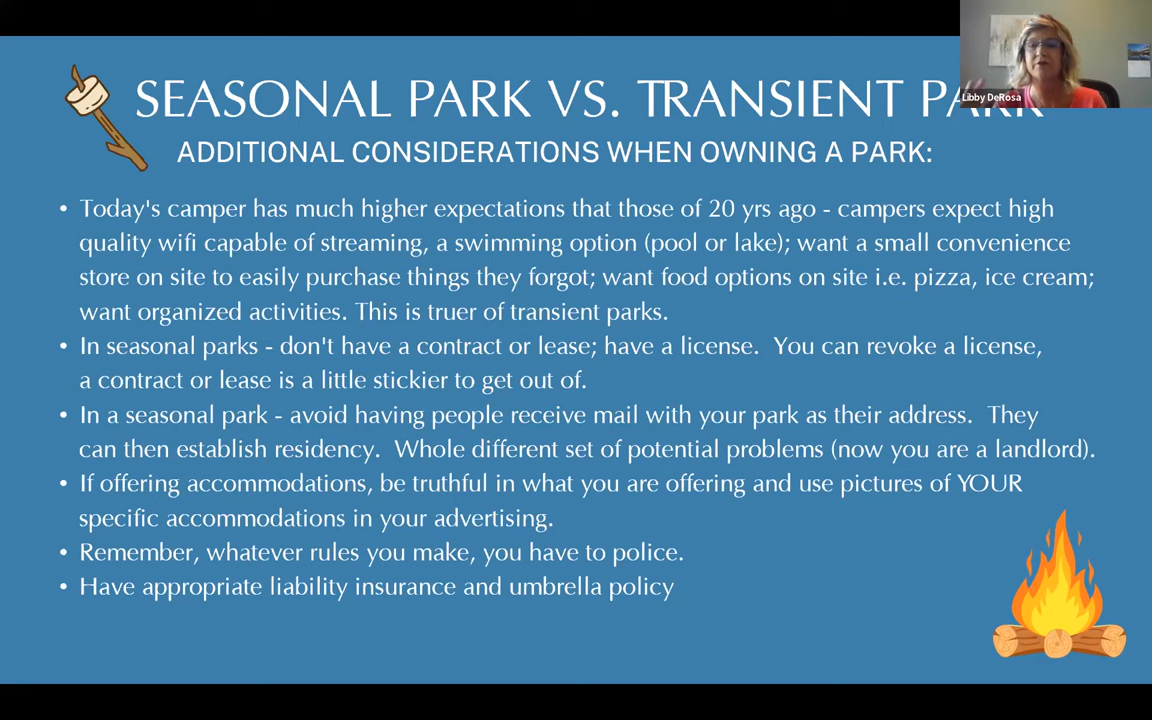 SEASONAL PARK VS. TRANSIENT PARK
Libby DeRosa
ADDITIONAL CONSIDERATIONS WHEN OWNING A PARK:
• Today's camper has much higher expectations that those of 20 yrs ago - campers expect high
quality wifi capable of streaming, a swimming option (pool or lake); want a small convenience
store on site to easily purchase things they forgot; want food options on site i.e. pizza, ice cream;
want organized activities. This is truer of transient parks.
• In seasonal parks - don't have a contract or lease; have a license. You can revoke a license,
a contract or lease is a little stickier to get out of.
• In a seasonal park - avoid having people receive mail with your park as their address. They
can then establish residency. Whole different set of potential problems (now you are a landlord).
• If offering accommodations, be truthful in what you are offering and use pictures of YOUR
specific accommodations in your advertising.
• Remember, whatever rules you make, you have to police.
• Have appropriate liability insurance and umbrella policy